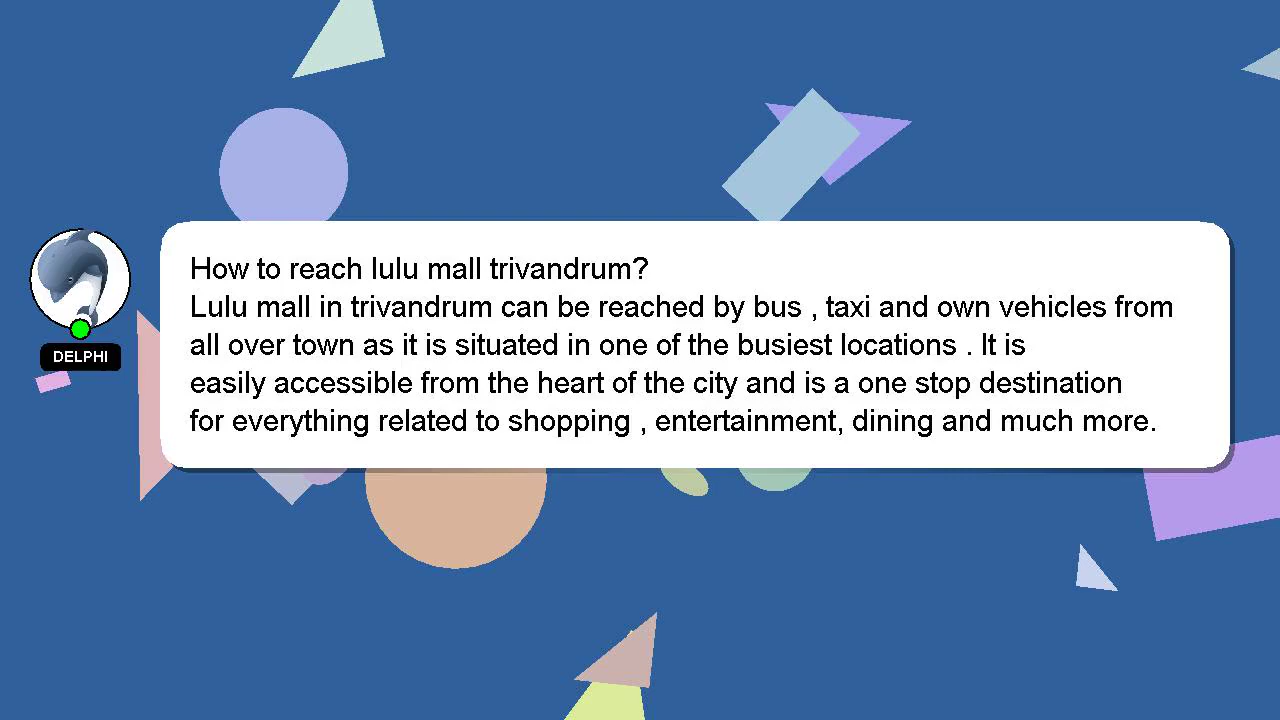 How to reach lulu mall trivandrum?
Lulu mall in trivandrum can be reached by bus , taxi and own vehicles from
all over town as it is situated in one of the busiest locations . It is
easily accessible from the heart of the city and is a one stop destination
for everything related to shopping , entertainment, dining and much more.
DELPHI